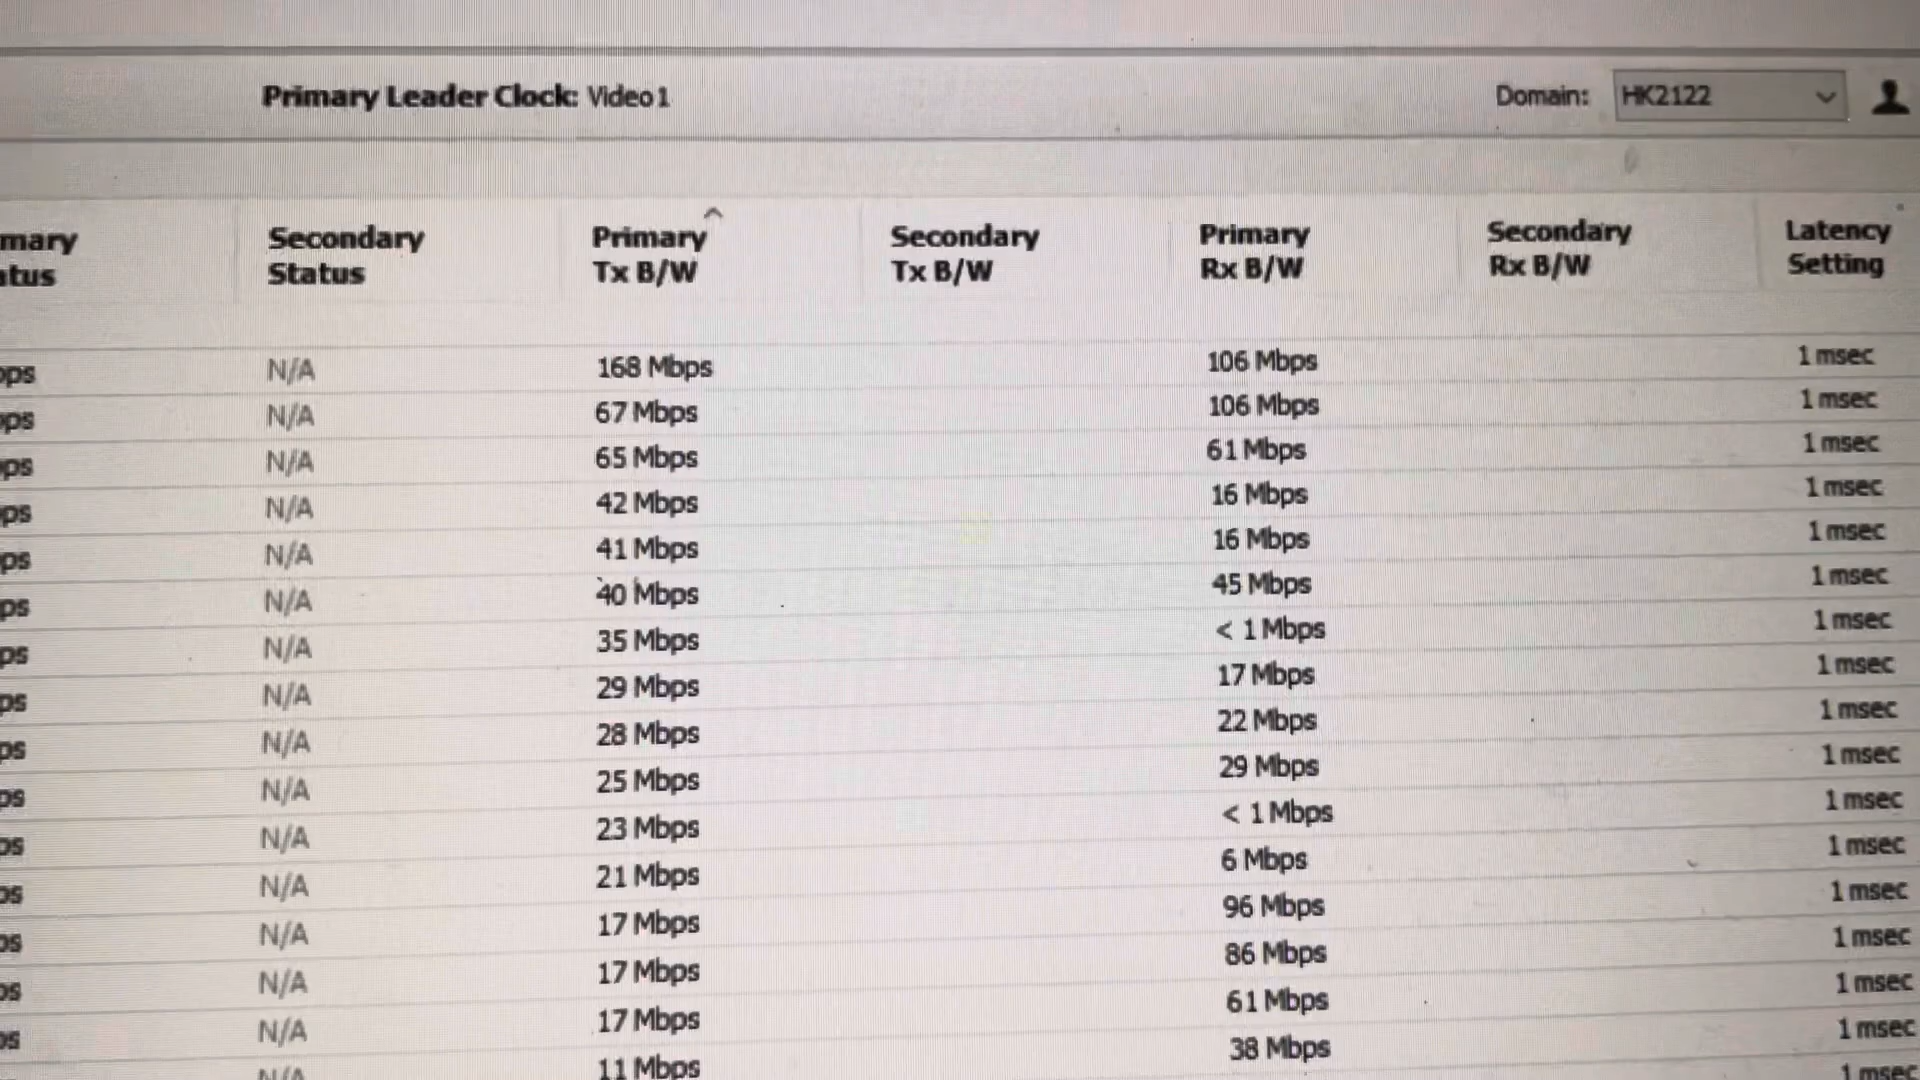 Primary Leader Clock: Video1 Domain: HK2122
Secondary Primary Secondary Primary Secondary Latency
Status Tx B/W Tx B/W Rx B/W Rx B/W Setting
N/A 168 Mbps 106 Mbps 1 msec
N/A 67 Mbps 106 Mbps 1 msec
N/A 65 Mbps 61 Mbps 1 msec
N/A 42 Mbps 16 Mbps 1 msec
N/A 41 Mbps 16 Mbps 1 msec
N/A 40 Mbps 45 Mbps 1 msec
N/A 35 Mbps < 1 Mbps 1 msec
N/A 29 Mbps 17 Mbps 1 msec
N/A 28 Mbps 22 Mbps 1 msec
N/A 25 Mbps 29 Mbps 1 msec
N/A 23 Mbps < 1 Mbps 1 msec
N/A 21 Mbps 6 Mbps 1 msec
N/A 17 Mbps 96 Mbps 1 msec
N/A 17 Mbps 86 Mbps 1 msec
N/A 17 Mbps 61 Mbps 1 msec
N/A 11 Mbps 38 Mbps 1 msec
1 msec